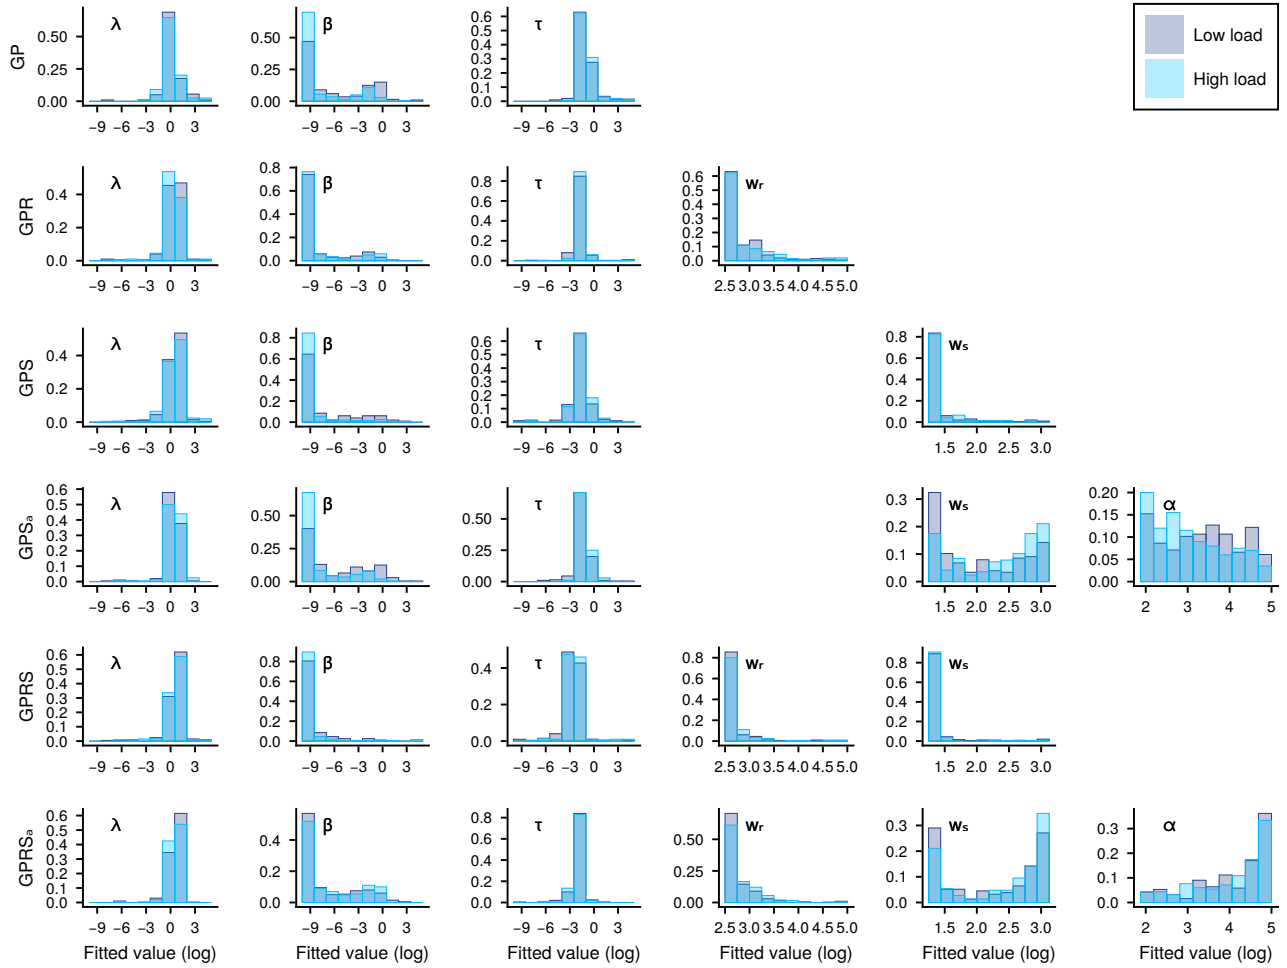 Low load
High load
GP
λ
0.50
0.25
0.00
−9 −6 −3 0 3
β
0.50
0.25
0.00
−9 −6 −3 0 3
τ
0.6
0.5
0.4
0.3
0.2
0.1
0.0
−9 −6 −3 0 3
GPR
λ
0.4
0.2
0.0
−9 −6 −3 0 3
β
0.8
0.6
0.4
0.2
0.0
−9 −6 −3 0 3
τ
0.8
0.6
0.4
0.2
0.0
−9 −6 −3 0 3
wr
0.6
0.5
0.4
0.3
0.2
0.1
0.0
2.5 3.0 3.5 4.0 4.5 5.0
GPS
λ
0.4
0.2
0.0
−9 −6 −3 0 3
β
0.8
0.6
0.4
0.2
0.0
−9 −6 −3 0 3
τ
0.6
0.5
0.4
0.3
0.2
0.1
0.0
−9 −6 −3 0 3
ws
0.8
0.6
0.4
0.2
0.0
1.5 2.0 2.5 3.0
GPSa
λ
0.6
0.5
0.4
0.3
0.2
0.1
0.0
−9 −6 −3 0 3
β
0.50
0.25
0.00
−9 −6 −3 0 3
τ
0.50
0.25
0.00
−9 −6 −3 0 3
ws
0.3
0.2
0.1
0.0
1.5 2.0 2.5 3.0
α
0.20
0.15
0.10
0.05
0.00
2 3 4 5
GPRS
λ
0.6
0.5
0.4
0.3
0.2
0.1
0.0
−9 −6 −3 0 3
β
0.8
0.6
0.4
0.2
0.0
−9 −6 −3 0 3
τ
0.4
0.2
0.0
−9 −6 −3 0 3
wr
0.8
0.6
0.4
0.2
0.0
2.5 3.0 3.5 4.0 4.5 5.0
ws
0.8
0.6
0.4
0.2
0.0
1.5 2.0 2.5 3.0
GPRSa
λ
0.6
0.5
0.4
0.3
0.2
0.1
0.0
−9 −6 −3 0 3
Fitted value (log)
β
0.4
0.2
0.0
−9 −6 −3 0 3
Fitted value (log)
τ
0.8
0.6
0.4
0.2
0.0
−9 −6 −3 0 3
Fitted value (log)
wr
0.50
0.25
0.00
2.5 3.0 3.5 4.0 4.5 5.0
Fitted value (log)
ws
0.3
0.2
0.1
0.0
1.5 2.0 2.5 3.0
Fitted value (log)
α
0.3
0.2
0.1
0.0
2 3 4 5
Fitted value (log)